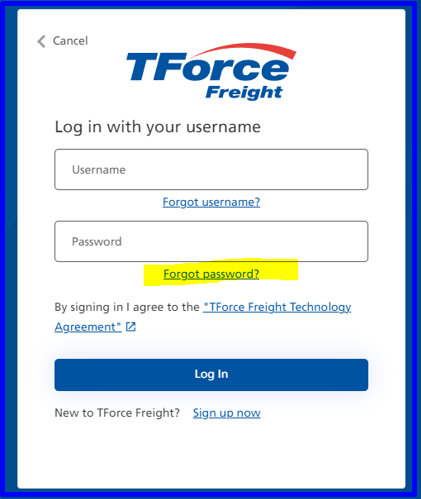 Cancel
TForce
Freight
Log in with your username
Username
Forgot username?
Password
Forgot password?
By signing in I agree to the "TForce Freight Technology
Agreement"
Log In
New to TForce Freight? Sign up now